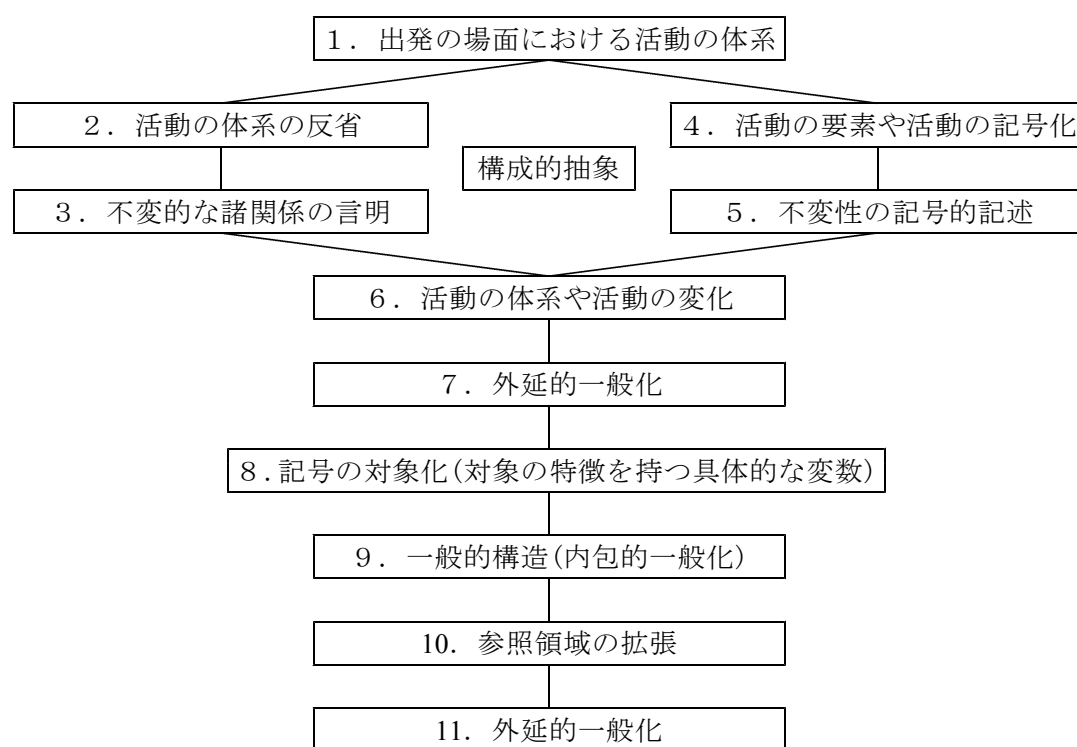 １．出発の場面における活動の体系
２．活動の体系の反省
４．活動の要素や活動の記号化
構成的抽象
３．不変的な諸関係の言明
５．不変性の記号的記述
６．活動の体系や活動の変化
７．外延的一般化
８.記号の対象化(対象の特徴を持つ具体的な変数)
９．一般的構造(内包的一般化)
10．参照領域の拡張
11．外延的一般化